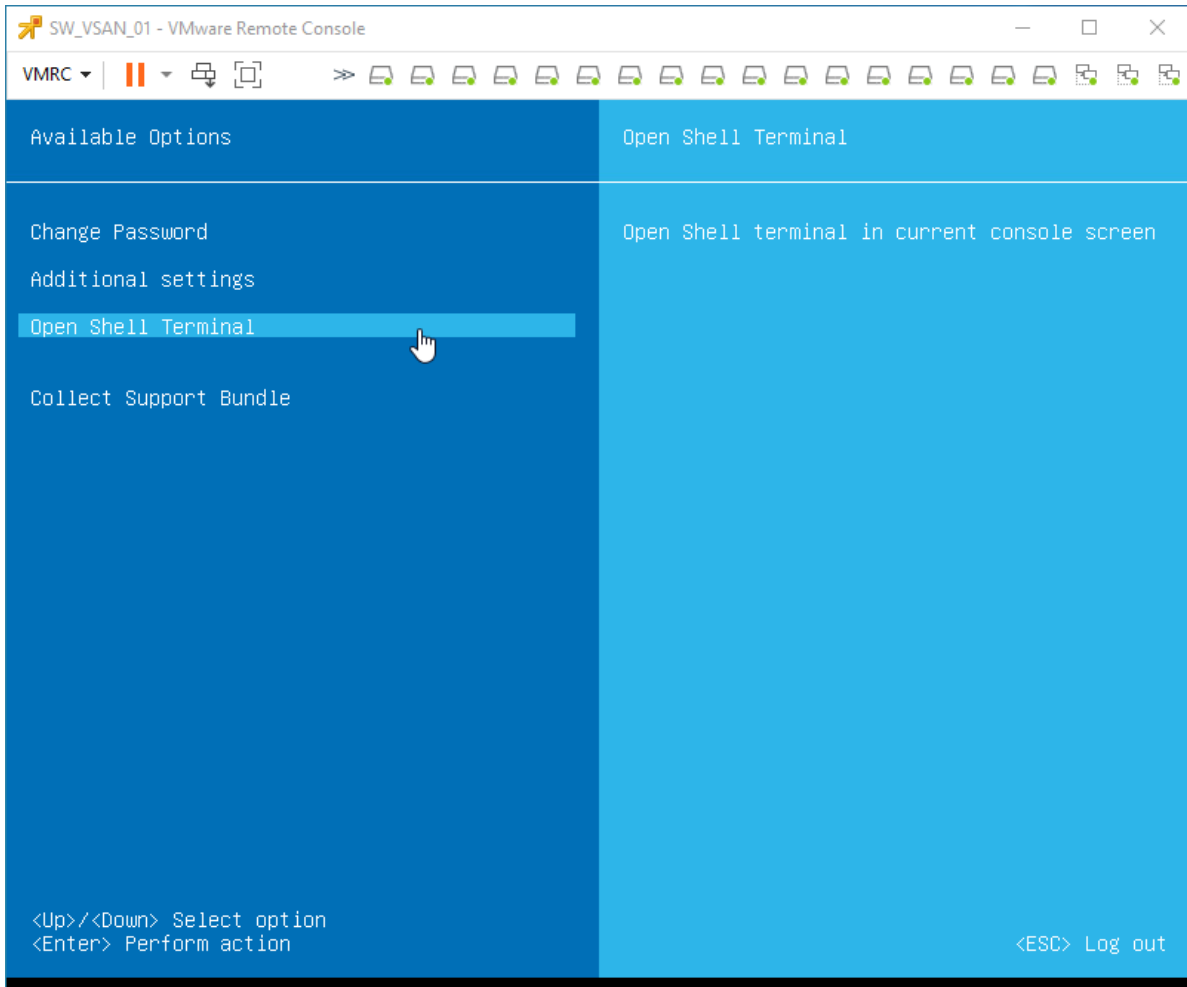 SW_VSAN_01 - VMware Remote Console
VMRC
Available Options
Open Shell Terminal
Change Password
Open Shell terminal in current console screen
Additional settings
Open Shell Terminal
Collect Support Bundle
<Up>/<Down> Select option
<Enter> Perform action
<ESC> Log out